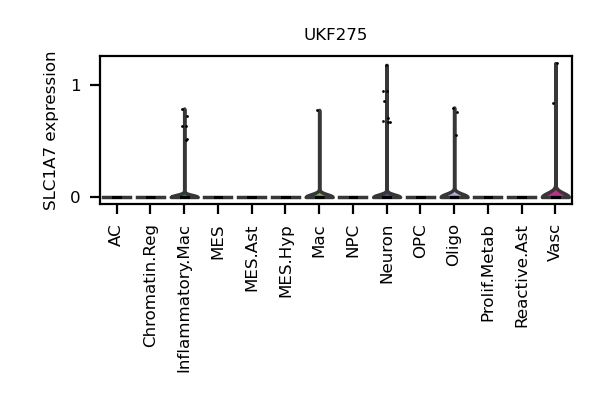 UKF275
SLC1A7 expression
1
0
AC
Chromatin.Reg
Inflammatory.Mac
MES
MES.Ast
MES.Hyp
Mac
NPC
Neuron
OPC
Oligo
Prolif.Metab
Reactive.Ast
Vasc